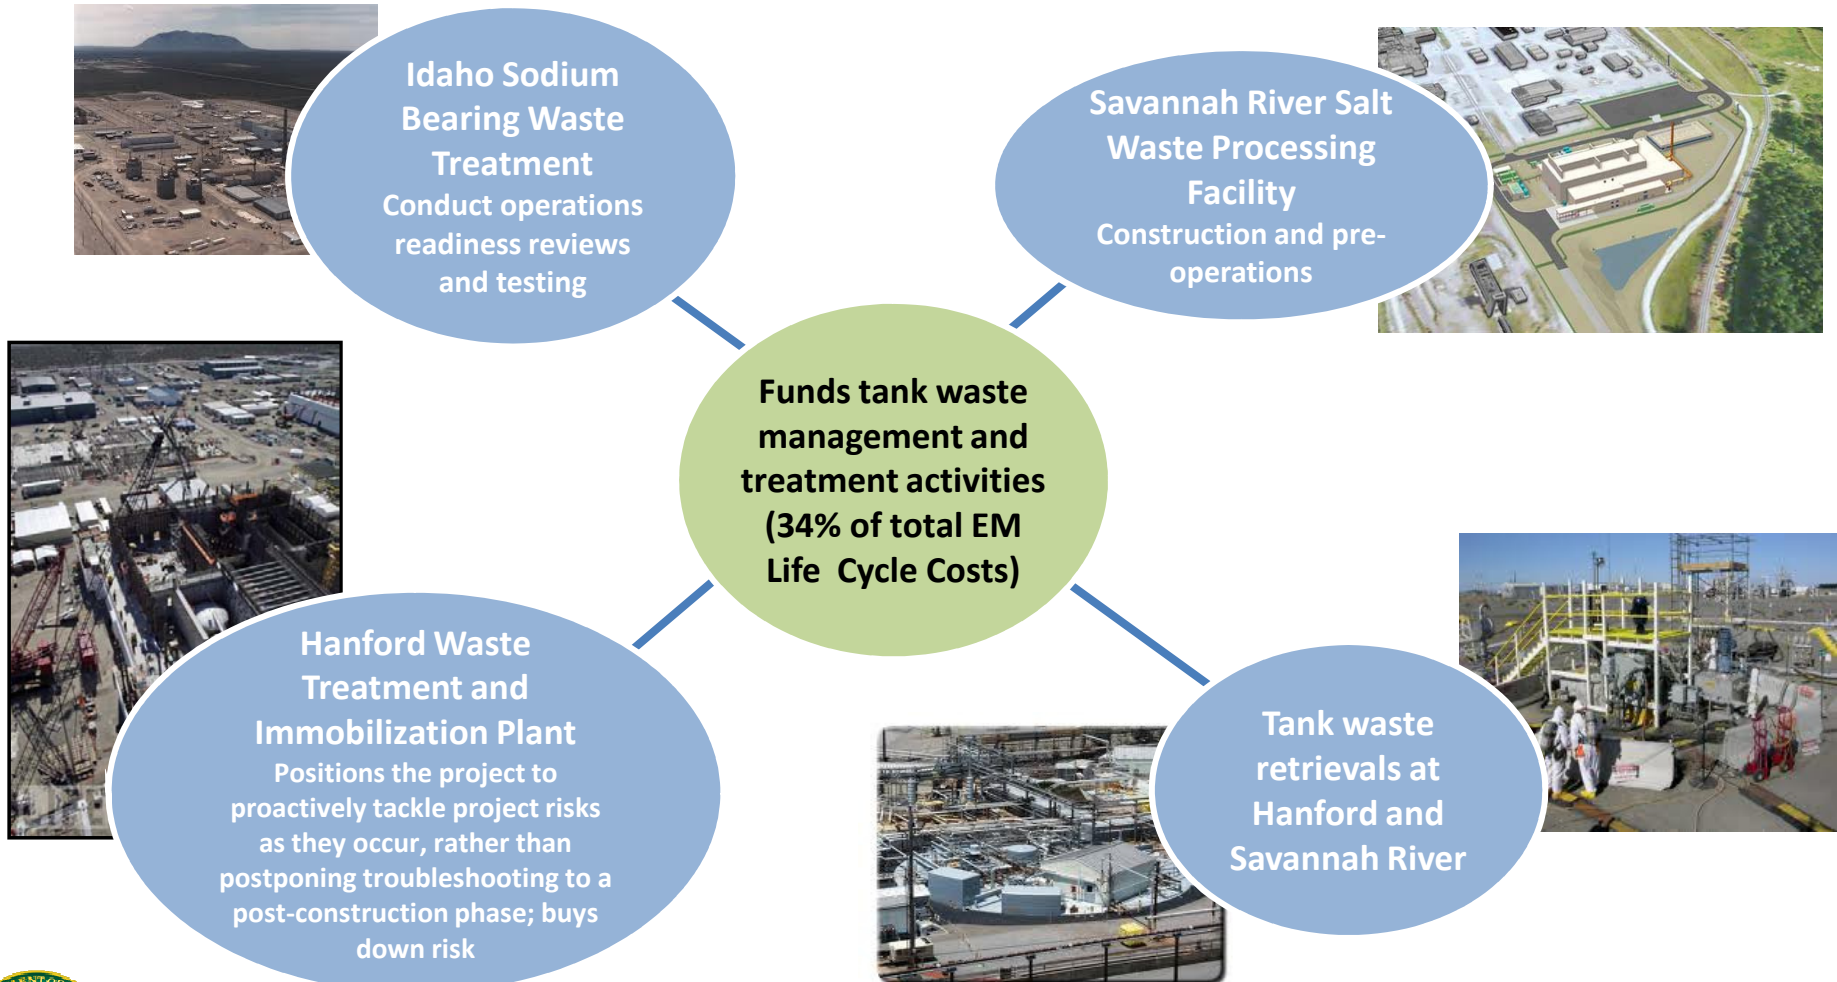 Idaho Sodium
Bearing Waste
Treatment
Conduct operations
readiness reviews
and testing
Savannah River Salt
Waste Processing
Facility
Construction and pre-
operations
Funds tank waste
management and
treatment activities
(34% of total EM
Life  Cycle Costs)
Hanford Waste
Treatment and
Immobilization Plant
Positions the project to
proactively tackle project risks
as they occur, rather than
postponing troubleshooting to a
post-construction phase; buys
down risk
Tank waste
retrievals at
Hanford and
Savannah River